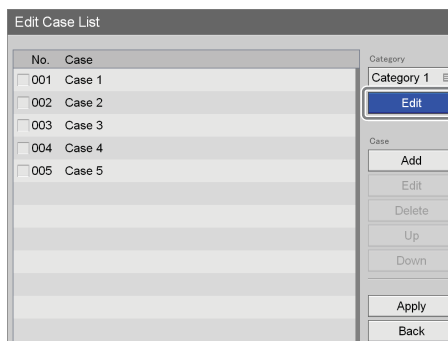 Edit Case List
No. Case
001 Case 1
002 Case 2
003 Case 3
004 Case 4
005 Case 5
Category
Category 1
Edit
Case
Add
Edit
Delete
Up
Down
Apply
Back